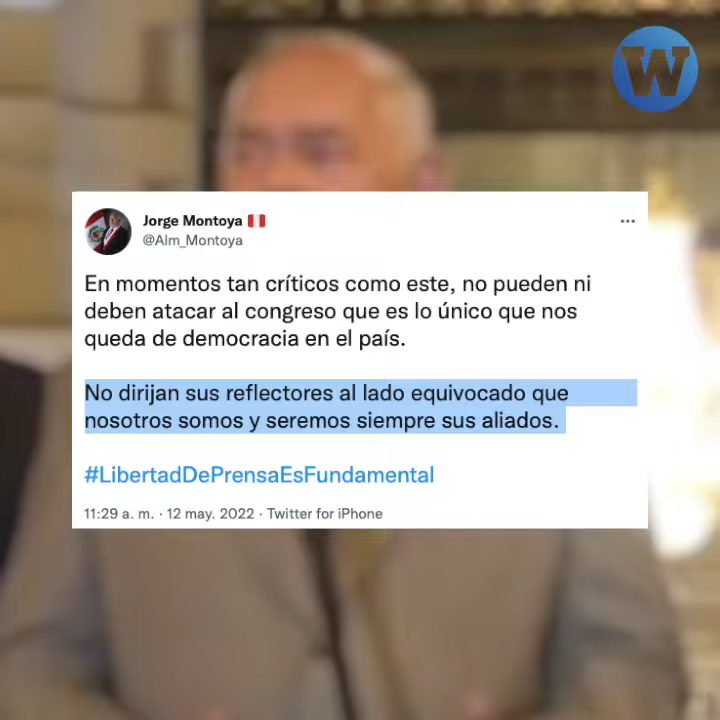 W
Jorge Montoya 🇵🇪
@Alm_Montoya
En momentos tan críticos como este, no pueden ni
deben atacar al congreso que es lo único que nos
queda de democracia en el país.
No dirijan sus reflectores al lado equivocado que
nosotros somos y seremos siempre sus aliados.
#LibertadDePrensaEsFundamental
11:29 a. m. · 12 may. 2022 · Twitter for iPhone